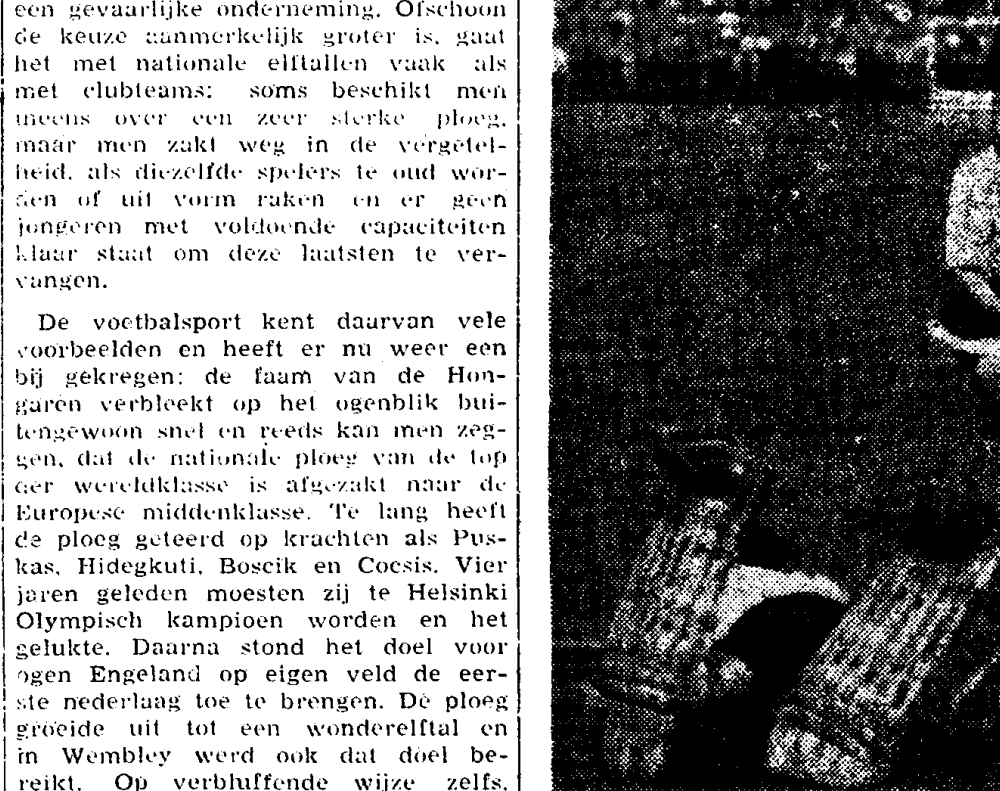 een gevaarlijke onderneming. Ofschoon
de keuze aanmerkelijk groter is, gaat
het met nationale elftallen vaak als
met clubteams: soms beschikt men
ineens over een zeer sterke ploeg,
maar men zakt weg in de vergetel-
heid, als diezelfde spelers te oud wor-
den of uit vorm raken en er geen
jongeren met voldoende capaciteiten
klaar staat om deze laatsten te ver-
vangen.
De voetbalsport kent daarvan vele
voorbeelden en heeft er nu weer een
bij gekregen: de faam van de Hon-
garen verbleekt op het ogenblik bui-
tengewoon snel en reeds kan men zeg-
gen, dat de nationale ploeg van de top
der wereldklasse is afgezakt naar de
Europese middenklasse. Te lang heeft
de ploeg geteerd op krachten als Pus-
kas, Hidegkuti, Boscik en Cocsis. Vier
jaren geleden moesten zij te Helsinki
Olympisch kampioen worden en het
gelukte. Daarna stond het doel voor
ogen Engeland op eigen veld de eer-
ste nederlaag toe te brengen. De ploeg
groeide uit tot een wonderelftal en
in Wembley werd ook dat doel be-
reikt. Op verbluffende wijze zelfs,